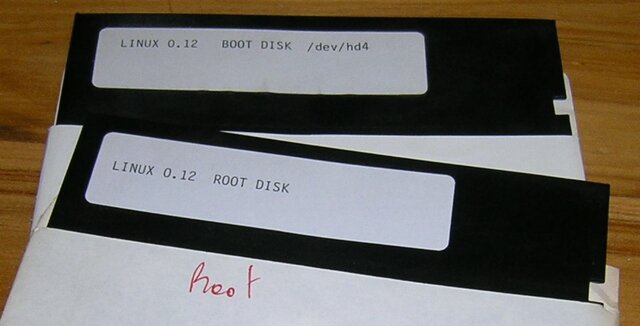 LINUX 0.12 BOOT DISK /dev/hd4
LINUX 0.12 ROOT DISK
Root